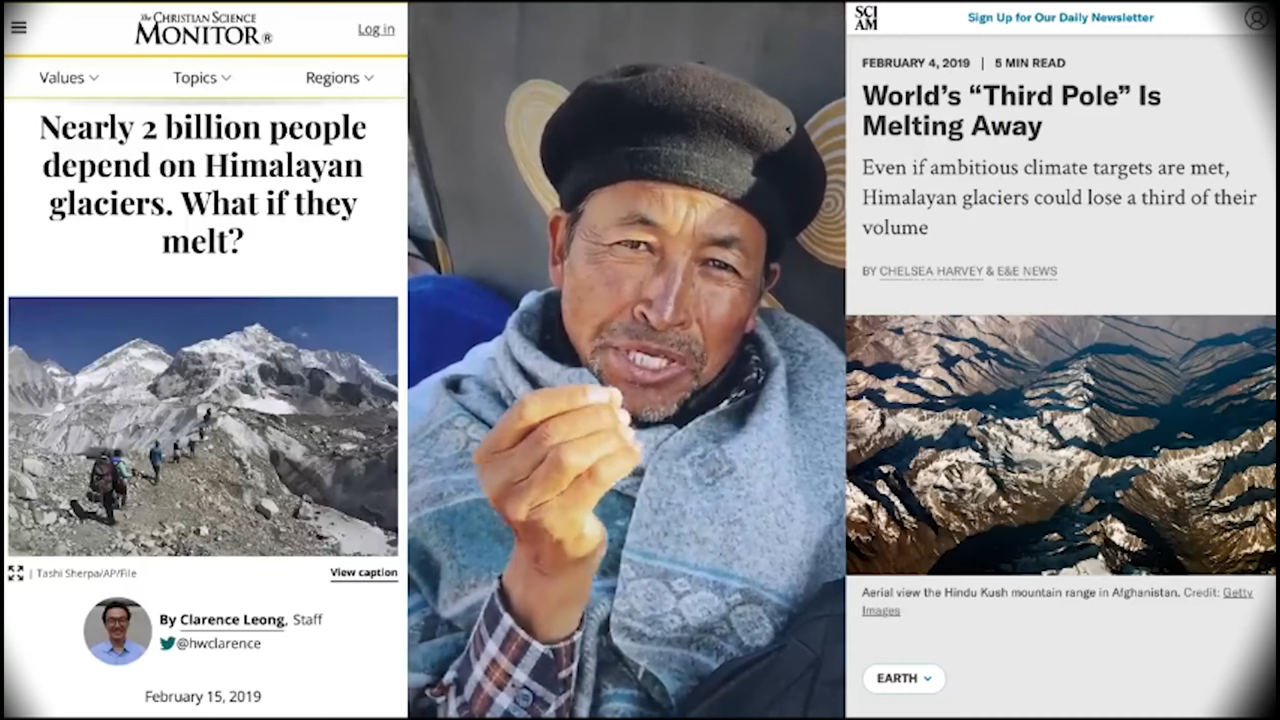 The CHRISTIAN SCIENCE
MONITOR®
Log in
Values
Topics
Regions
Nearly 2 billion people
depend on Himalayan
glaciers. What if they
melt?
| Tashi Sherpa/AP/File
View caption
By Clarence Leong, Staff
@hwclarence
February 15, 2019
SCI
AM
Sign Up for Our Daily Newsletter
FEBRUARY 4, 2019 | 5 MIN READ
World's “Third Pole” Is
Melting Away
Even if ambitious climate targets are met,
Himalayan glaciers could lose a third of their
volume
BY CHELSEA HARVEY & E&E NEWS
Aerial view the Hindu Kush mountain range in Afghanistan. Credit: Getty
Images
EARTH